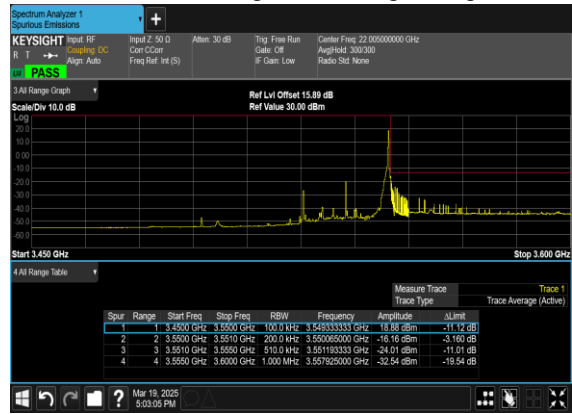 Spectrum Analyzer 1
Spurious Emissions
+
KEYSIGHT Input: RF Input Z: 50 Ω Atten: 30 dB Trig: Free Run Center Freq: 22.005000000 GHz
R T Coupling: DC Corr CCorr Gate: Off Avg|Hold: 300/300
Align: Auto Freq Ref: Int (S) IF Gain: Low Radio Std: None
PASS
3 All Range Graph
Ref Lvl Offset 15.89 dB
Scale/Div 10.0 dB Ref Value 30.00 dBm
Log
20.0
10.0
0.00
-10.0
-20.0
-30.0
-40.0
-50.0
-60.0
Start 3.450 GHz Stop 3.600 GHz
4 All Range Table
Measure Trace Trace 1
Trace Type Trace Average (Active)
Spur Range Start Freq Stop Freq RBW Frequency Amplitude ΔLimit
1 1 3.4500 GHz 3.5500 GHz 100.0 kHz 3.549333333 GHz 18.88 dBm -11.12 dB
2 2 3.5500 GHz 3.5510 GHz 200.0 kHz 3.550065000 GHz -16.16 dBm -3.160 dB
3 3 3.5510 GHz 3.5550 GHz 510.0 kHz 3.551193333 GHz -24.01 dBm -11.01 dB
4 4 3.5550 GHz 3.6000 GHz 1.000 MHz 3.557925000 GHz -32.54 dBm -19.54 dB
? Mar 19, 2025
5:03:05 PM